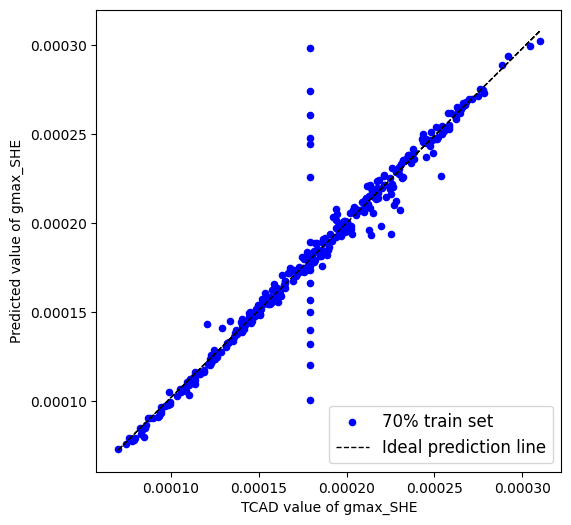 0.00030
0.00025
0.00020
0.00015
0.00010
Predicted value of gmax_SHE
70% train set
Ideal prediction line
0.00010 0.00015 0.00020 0.00025 0.00030
TCAD value of gmax_SHE